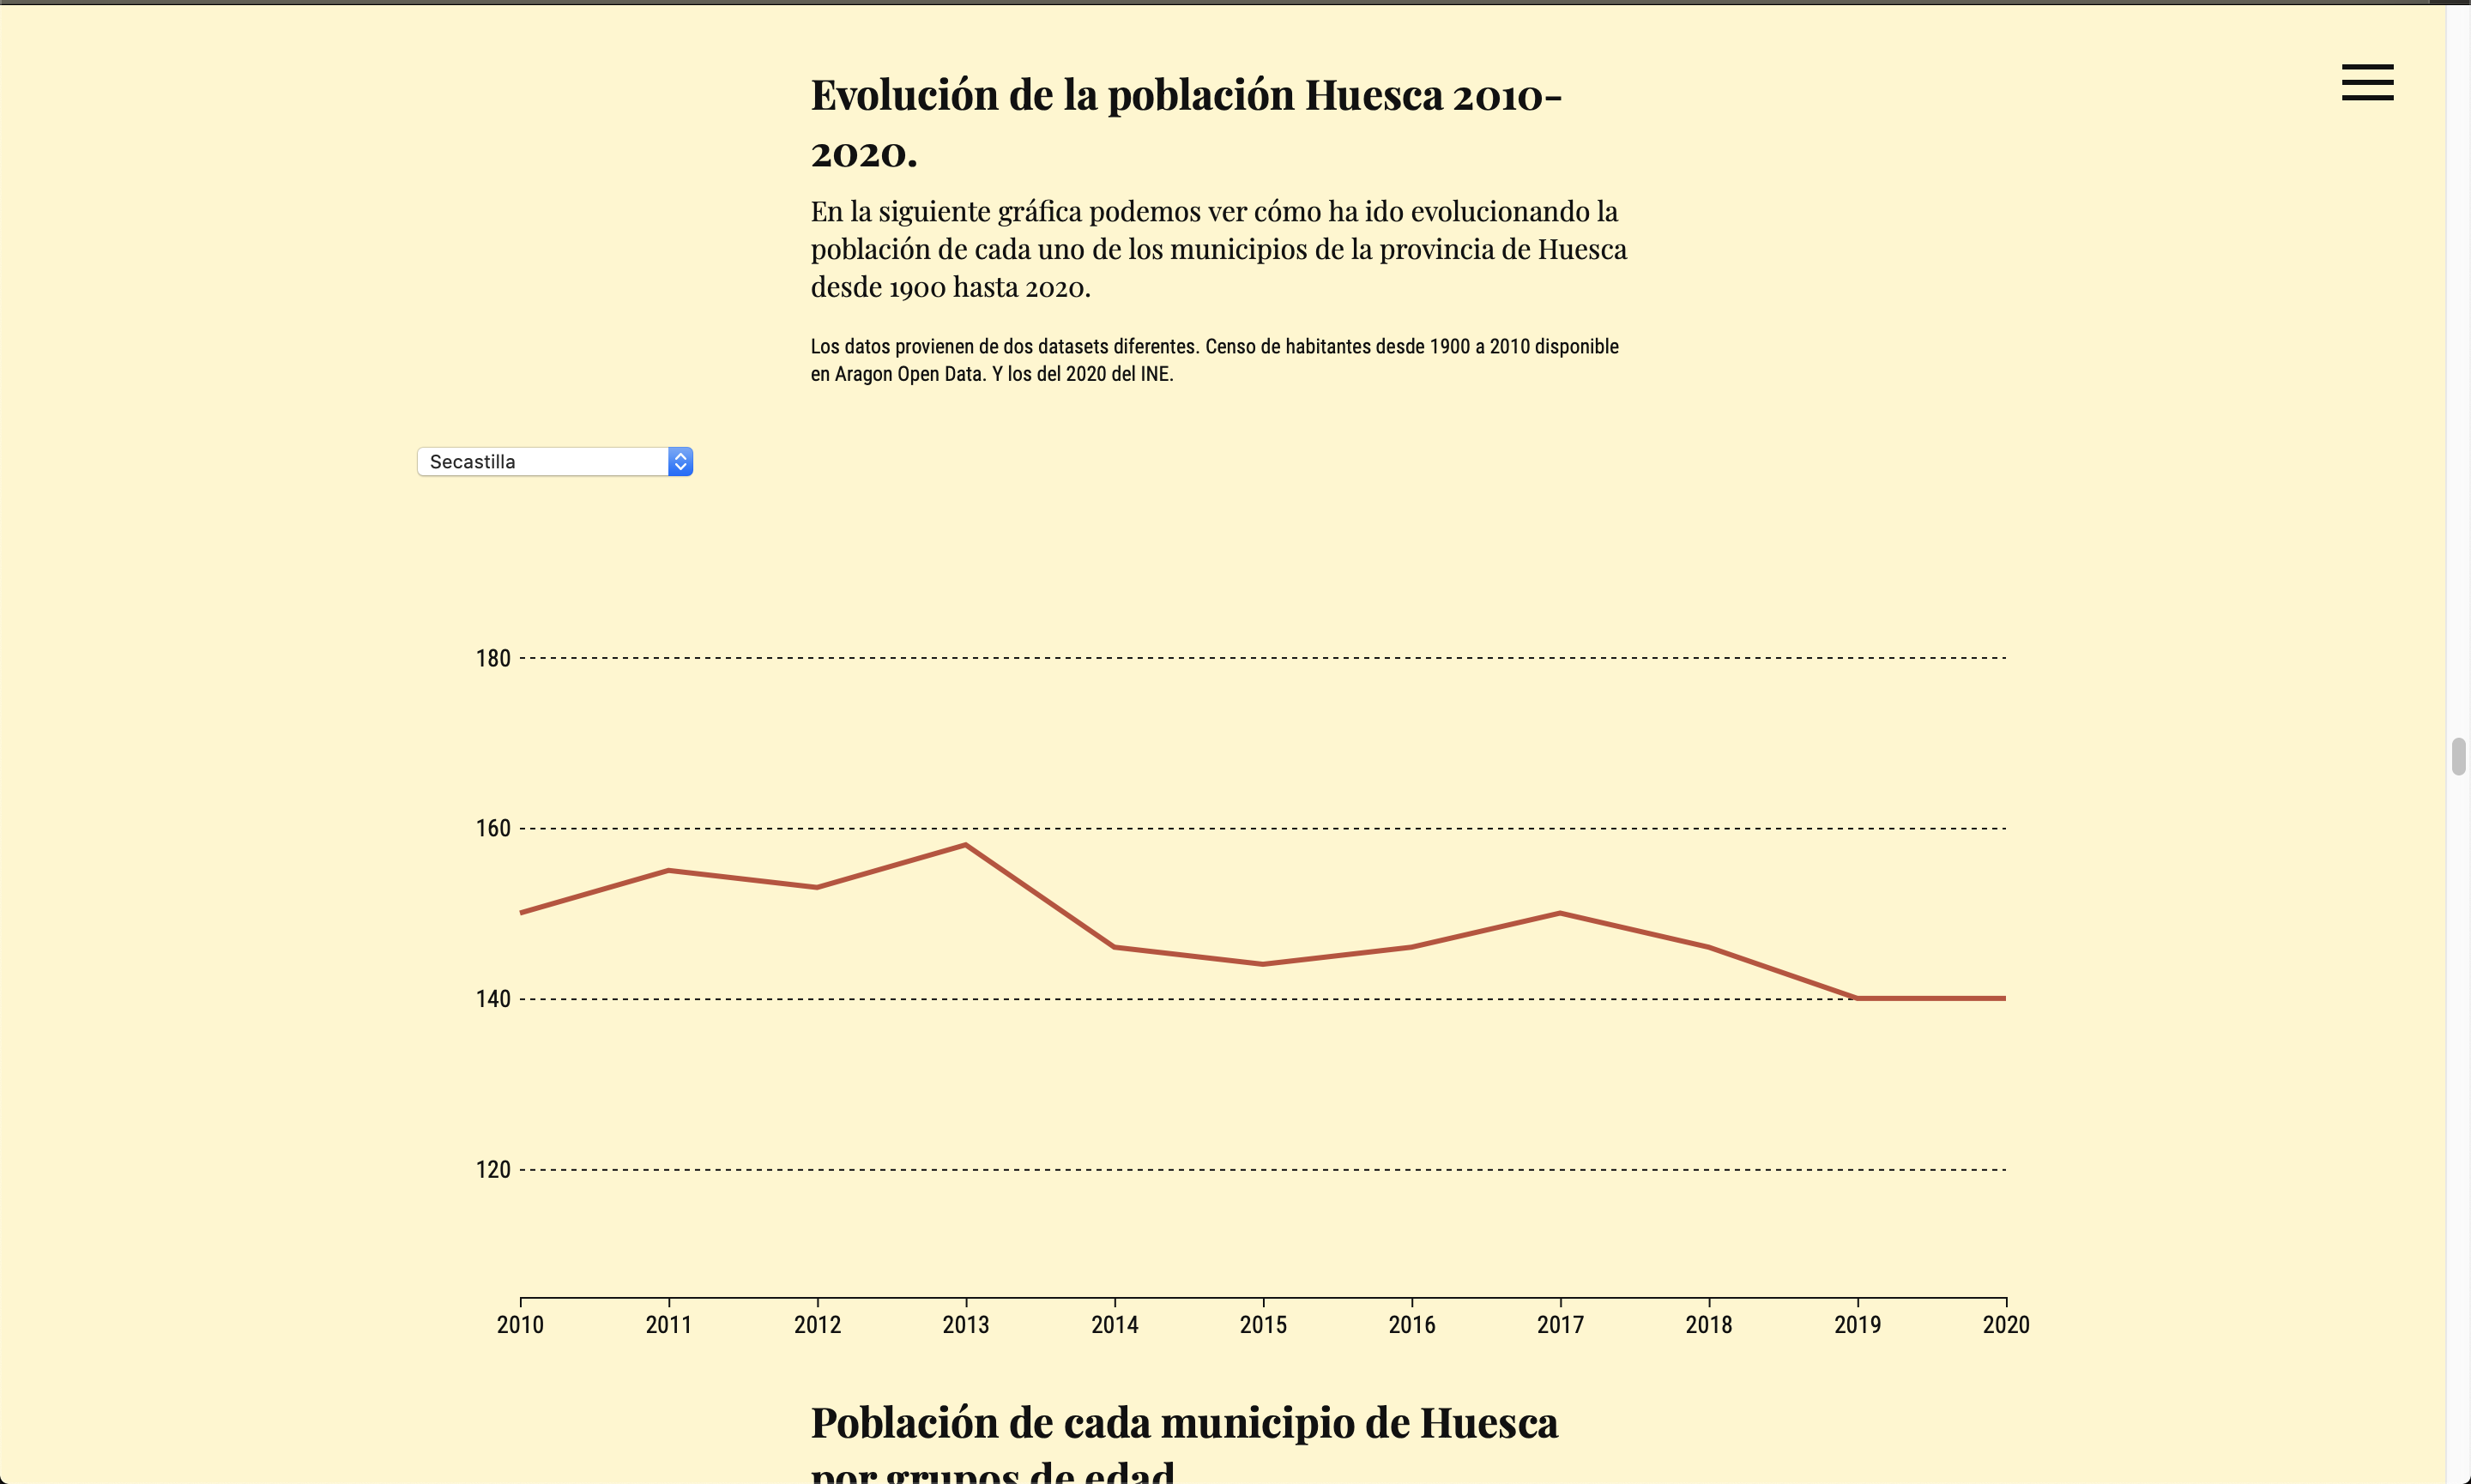 Evolución de la población Huesca 2010-
2020.
En la siguiente gráfica podemos ver cómo ha ido evolucionando la
población de cada uno de los municipios de la provincia de Huesca
desde 1900 hasta 2020.
Los datos provienen de dos datasets diferentes. Censo de habitantes desde 1900 a 2010 disponible
en Aragon Open Data. Y los del 2020 del INE.
Secastilla
180
160
140
120
2010 2011 2012 2013 2014 2015 2016 2017 2018 2019 2020
Población de cada municipio de Huesca
por grupos de edad